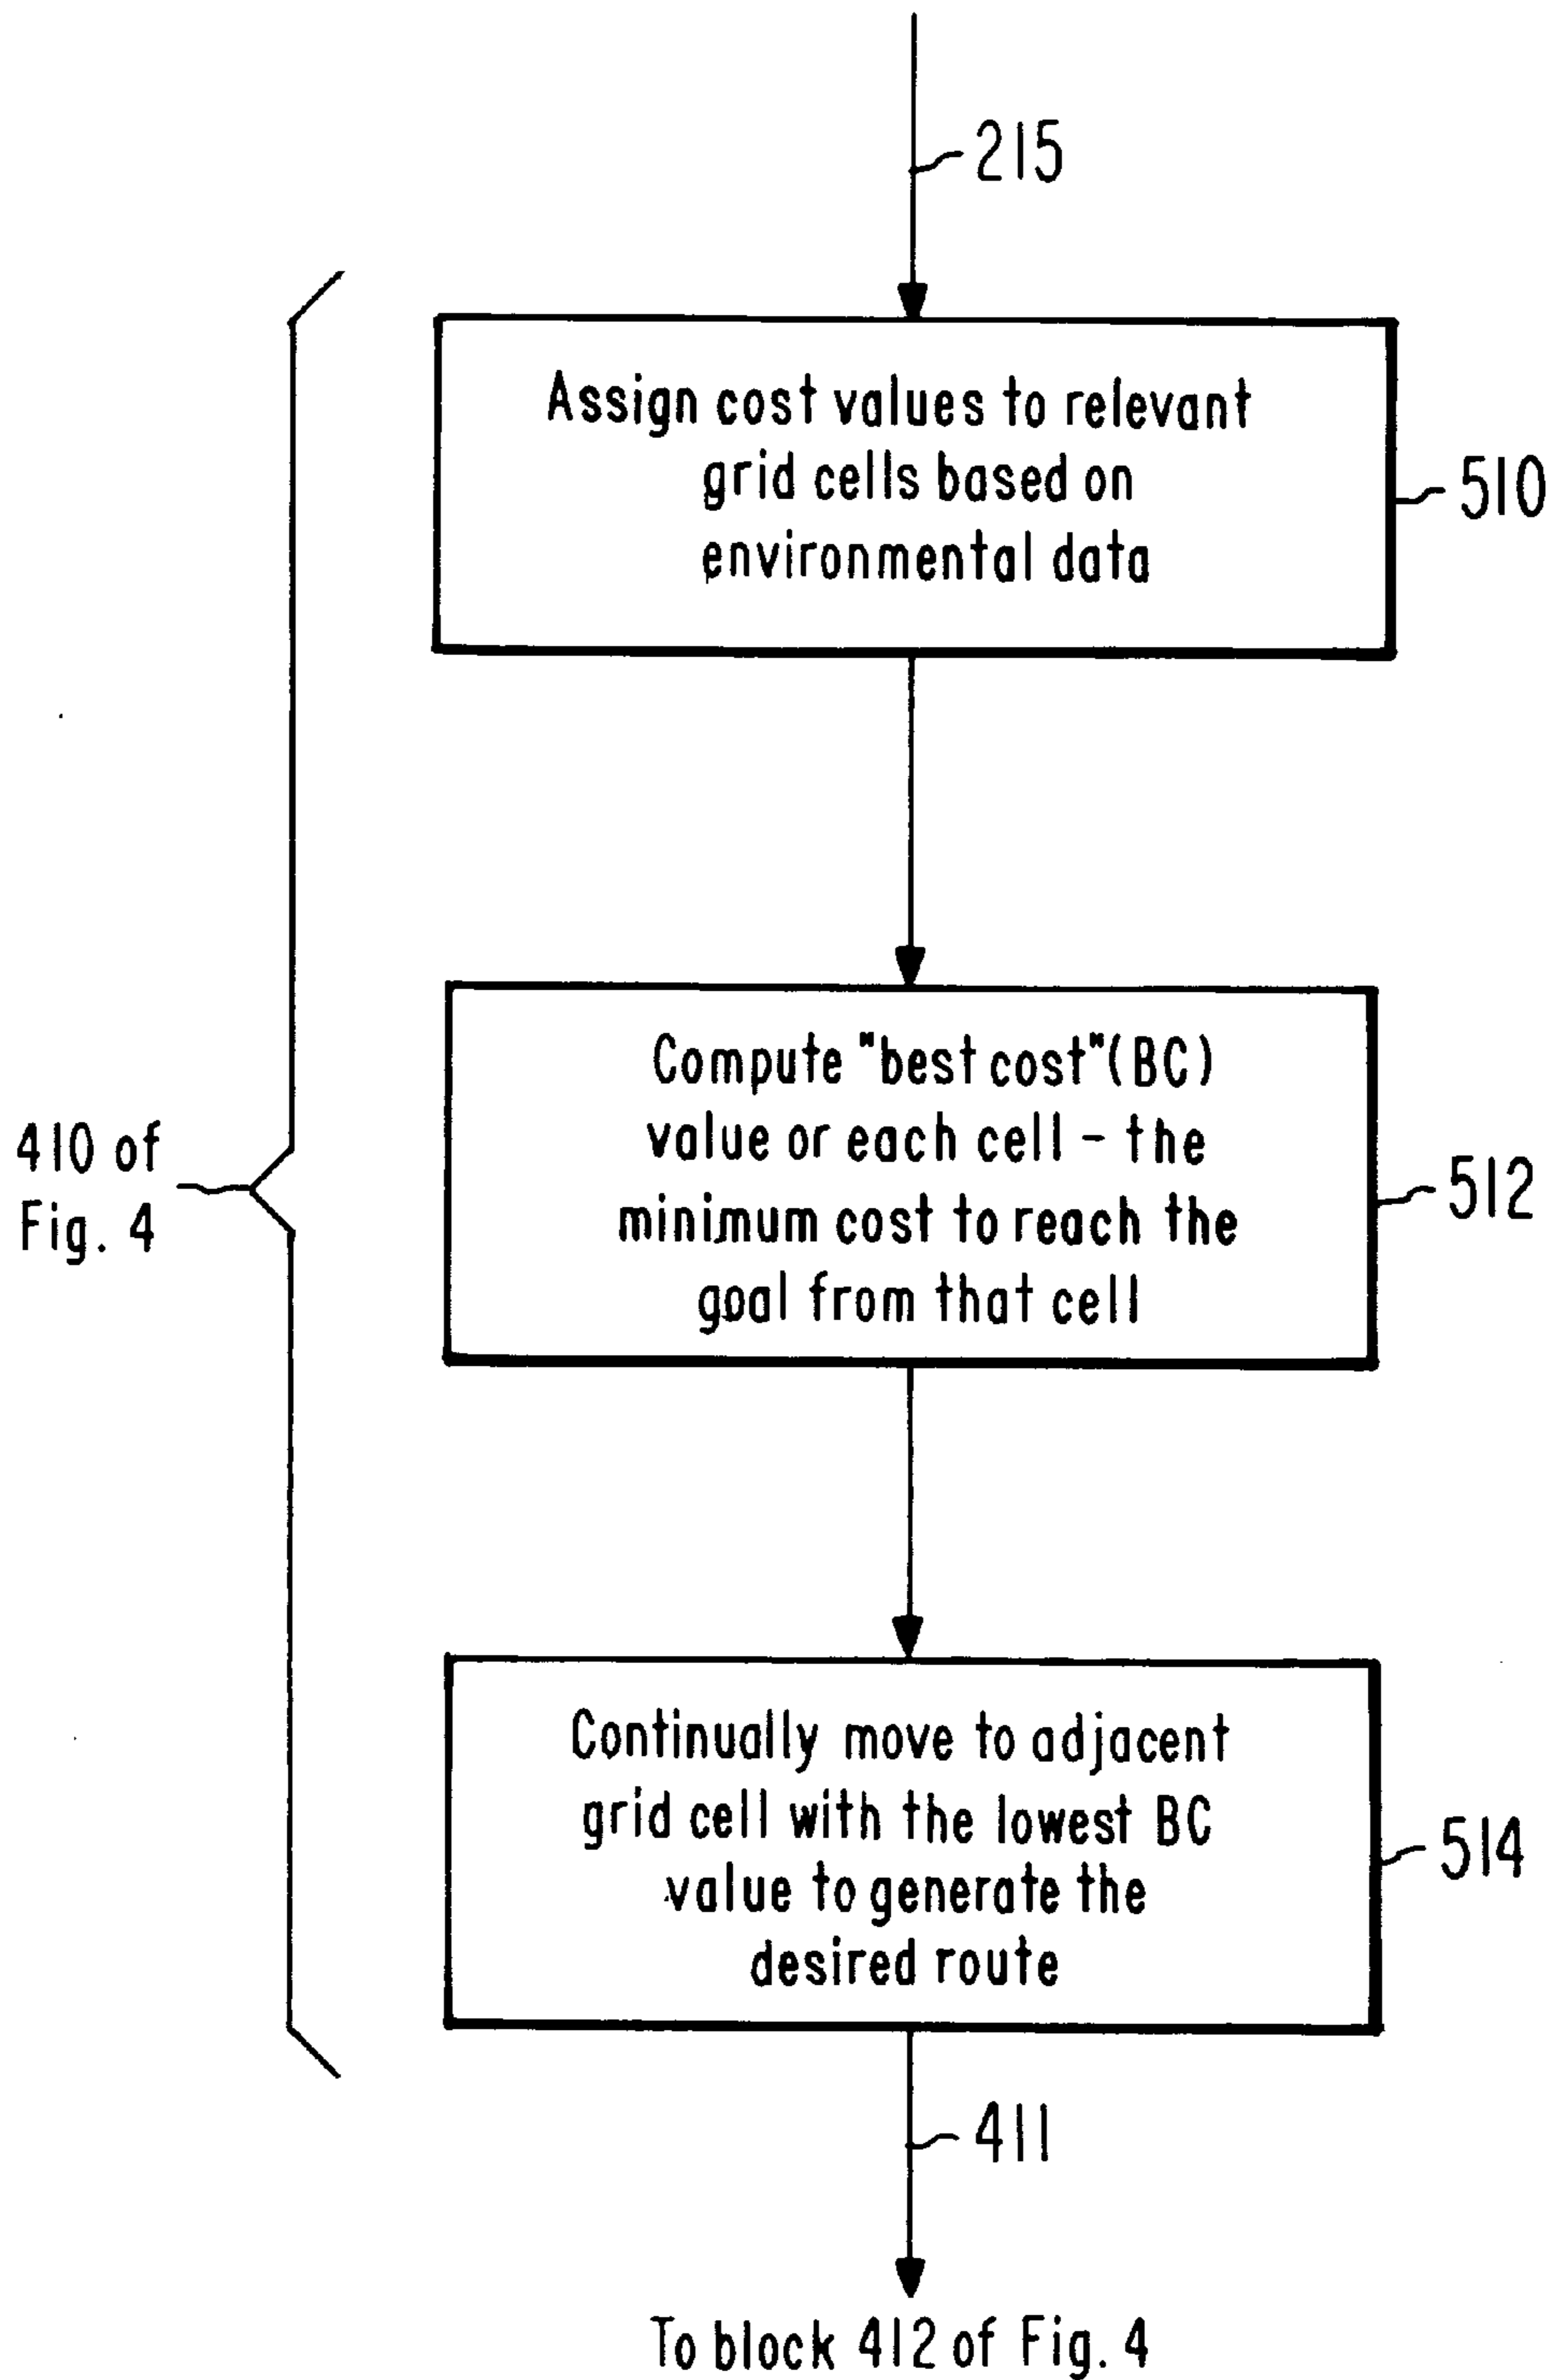 215
Assign cost values to relevant
grid cells based on
environmental data
510
410 of
Fig. 4
Compute "best cost"(BC)
value or each cell - the
minimum cost to reach the
goal from that cell
512
Continually move to adjacent
grid cell with the lowest BC
value to generate the
desired route
514
411
To block 412 of Fig. 4